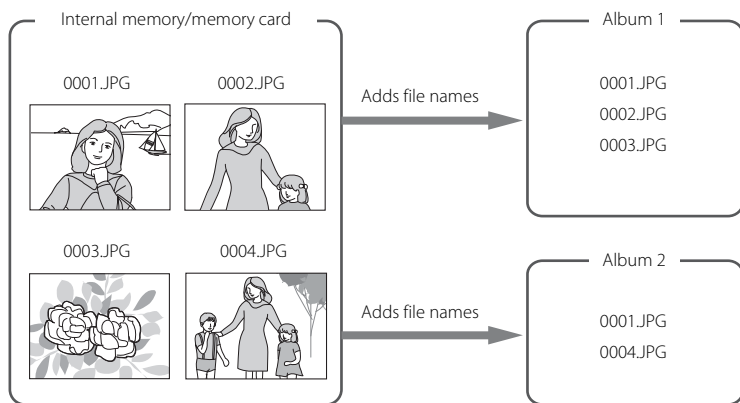 Internal memory/memory card
0001.JPG 0002.JPG
0003.JPG 0004.JPG
Adds file names
Adds file names
Album 1
0001.JPG
0002.JPG
0003.JPG
Album 2
0001.JPG
0004.JPG